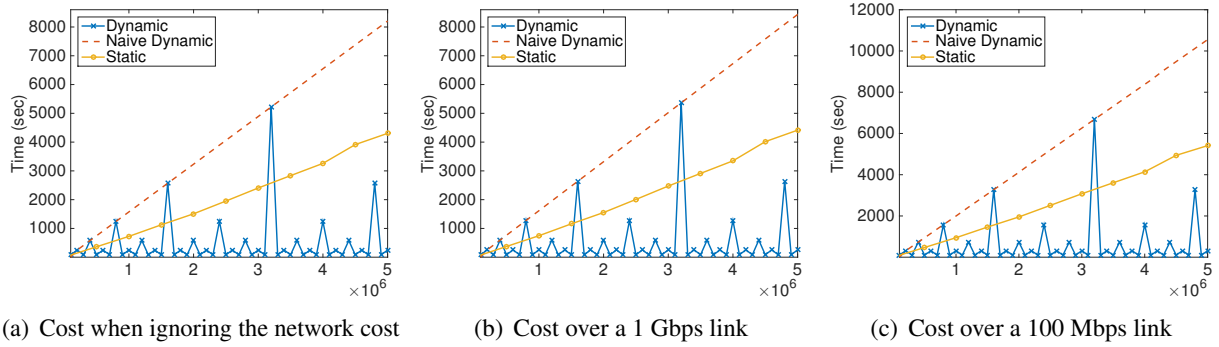 8000
7000
6000
5000
4000
3000
2000
1000
Time (sec)
Dynamic
Naive Dynamic
Static
1 2 3 4 5
×10^6
(a) Cost when ignoring the network cost
8000
7000
6000
5000
4000
3000
2000
1000
Time (sec)
Dynamic
Naive Dynamic
Static
1 2 3 4 5
×10^6
(b) Cost over a 1 Gbps link
12000
10000
8000
6000
4000
2000
Time (sec)
Dynamic
Naive Dynamic
Static
1 2 3 4 5
×10^6
(c) Cost over a 100 Mbps link